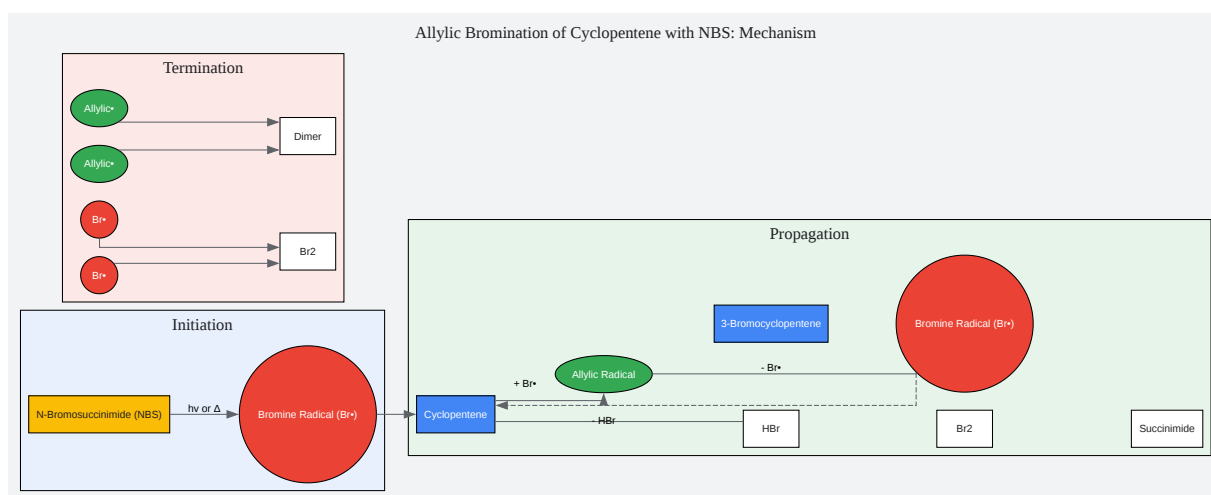 Allylic Bromination of Cyclopentene with NBS: Mechanism
Termination
Allylic•
Allylic•
Dimer
Br•
Br•
Br2
Initiation
N-Bromosuccinimide (NBS)
hv or Δ
Bromine Radical (Br•)
Propagation
3-Bromocyclopentene
Bromine Radical (Br•)
Allylic Radical
- Br•
+ Br•
Cyclopentene
- HBr
HBr
Br2
Succinimide